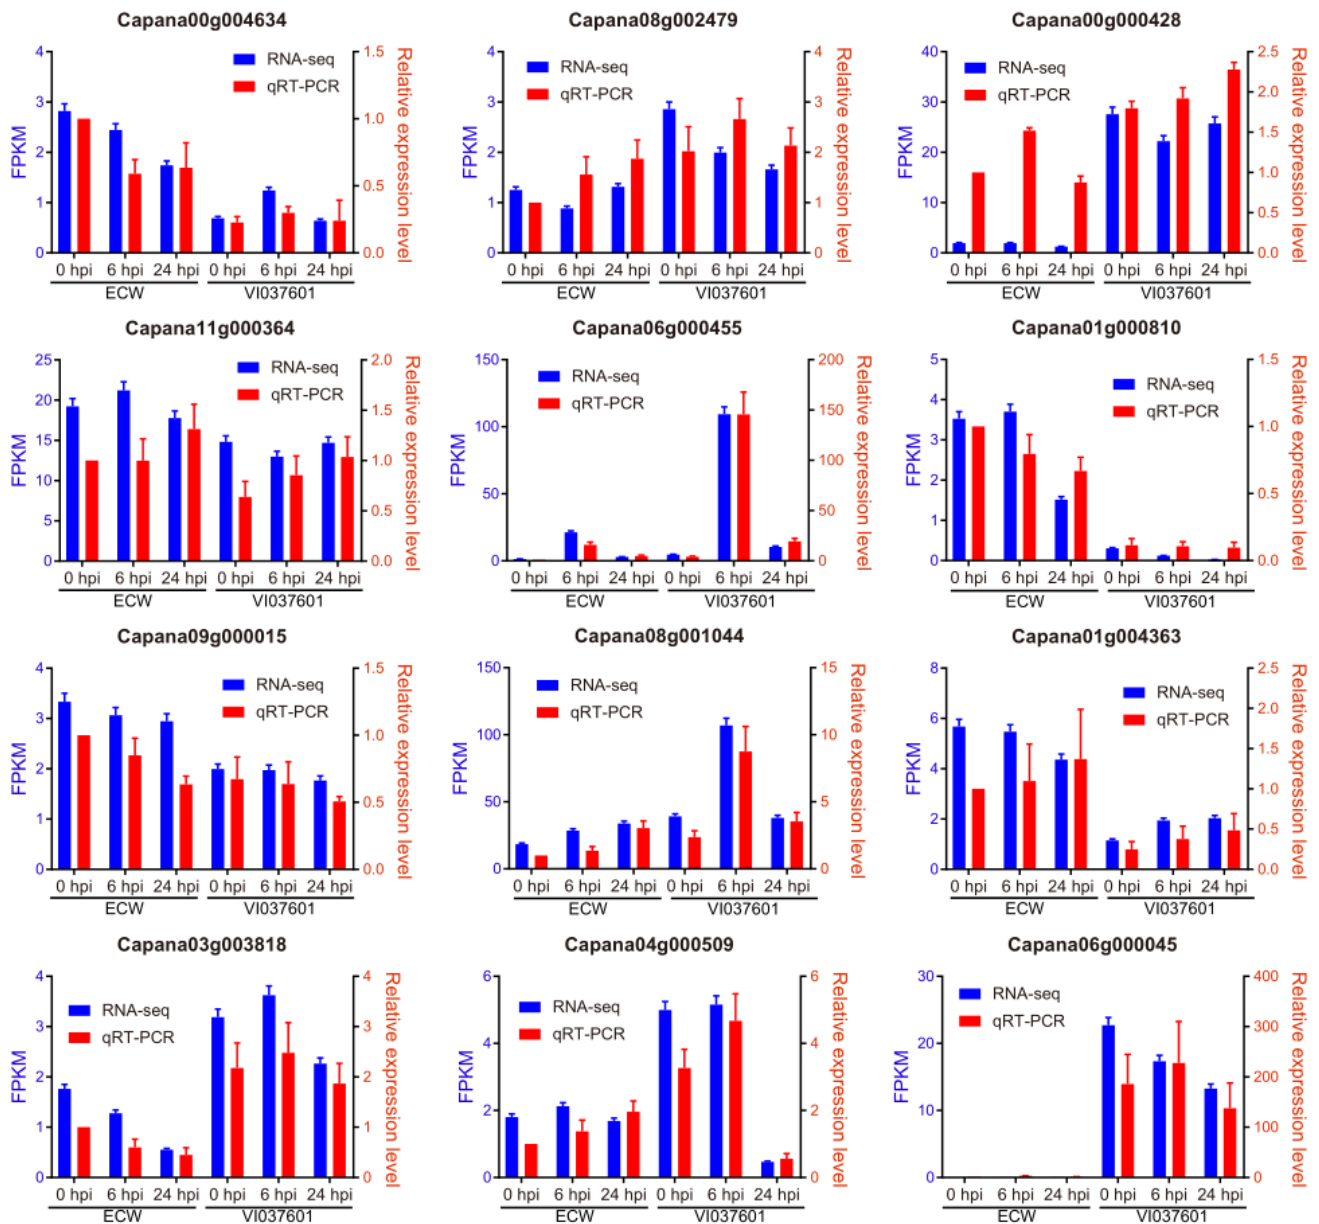 Capana00g004634
4
3
2
1
0
FPKM
RNA-seq
qRT-PCR
1.5
1.0
0.5
0.0
Relative expression level
0 hpi 6 hpi 24 hpi 0 hpi 6 hpi 24 hpi
ECW VI037601
Capana08g002479
4
3
2
1
0
FPKM
RNA-seq
qRT-PCR
4
3
2
1
0
Relative expression level
0 hpi 6 hpi 24 hpi 0 hpi 6 hpi 24 hpi
ECW VI037601
Capana00g000428
40
30
20
10
0
FPKM
RNA-seq
qRT-PCR
2.5
2.0
1.5
1.0
0.5
0.0
Relative expression level
0 hpi 6 hpi 24 hpi 0 hpi 6 hpi 24 hpi
ECW VI037601
Capana11g000364
25
20
15
10
5
0
FPKM
RNA-seq
qRT-PCR
2.0
1.5
1.0
0.5
0.0
Relative expression level
0 hpi 6 hpi 24 hpi 0 hpi 6 hpi 24 hpi
ECW VI037601
Capana06g000455
150
100
50
0
FPKM
RNA-seq
qRT-PCR
200
150
100
50
0
Relative expression level
0 hpi 6 hpi 24 hpi 0 hpi 6 hpi 24 hpi
ECW VI037601
Capana01g000810
5
4
3
2
1
0
FPKM
RNA-seq
qRT-PCR
1.5
1.0
0.5
0.0
Relative expression level
0 hpi 6 hpi 24 hpi 0 hpi 6 hpi 24 hpi
ECW VI037601
Capana09g000015
4
3
2
1
0
FPKM
RNA-seq
qRT-PCR
1.5
1.0
0.5
0.0
Relative expression level
0 hpi 6 hpi 24 hpi 0 hpi 6 hpi 24 hpi
ECW VI037601
Capana08g001044
150
100
50
0
FPKM
RNA-seq
qRT-PCR
15
10
5
0
Relative expression level
0 hpi 6 hpi 24 hpi 0 hpi 6 hpi 24 hpi
ECW VI037601
Capana01g004363
8
6
4
2
0
FPKM
RNA-seq
qRT-PCR
2.5
2.0
1.5
1.0
0.5
0.0
Relative expression level
0 hpi 6 hpi 24 hpi 0 hpi 6 hpi 24 hpi
ECW VI037601
Capana03g003818
4
3
2
1
0
FPKM
RNA-seq
qRT-PCR
4
3
2
1
0
Relative expression level
0 hpi 6 hpi 24 hpi 0 hpi 6 hpi 24 hpi
ECW VI037601
Capana04g000509
6
4
2
0
FPKM
RNA-seq
qRT-PCR
6
4
2
0
Relative expression level
0 hpi 6 hpi 24 hpi 0 hpi 6 hpi 24 hpi
ECW VI037601
Capana06g000045
30
20
10
0
FPKM
RNA-seq
qRT-PCR
400
300
200
100
0
Relative expression level
0 hpi 6 hpi 24 hpi 0 hpi 6 hpi 24 hpi
ECW VI037601